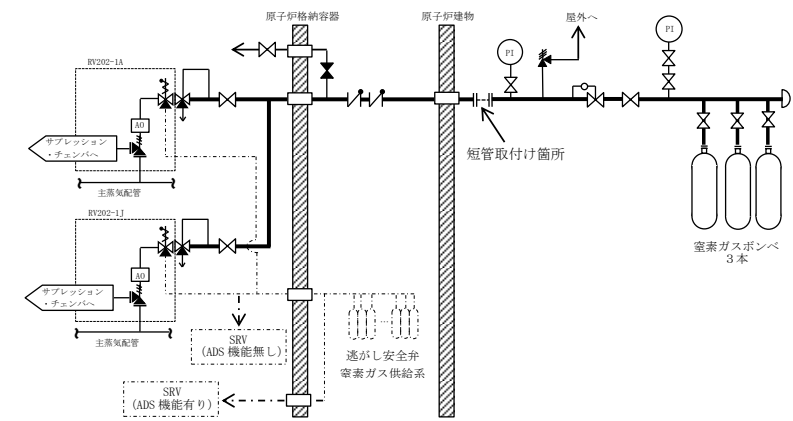 原子炉格納容器
原子炉建物
屋外へ
PI
PI
RV202-1A
AO
サプレッション
・チェンバへ
主蒸気配管
短管取付け箇所
窒素ガスボンベ
3本
RV202-1J
AO
サプレッション
・チェンバへ
主蒸気配管
SRV
(ADS 機能無し)
逃がし安全弁
窒素ガス供給系
SRV
(ADS 機能有り)